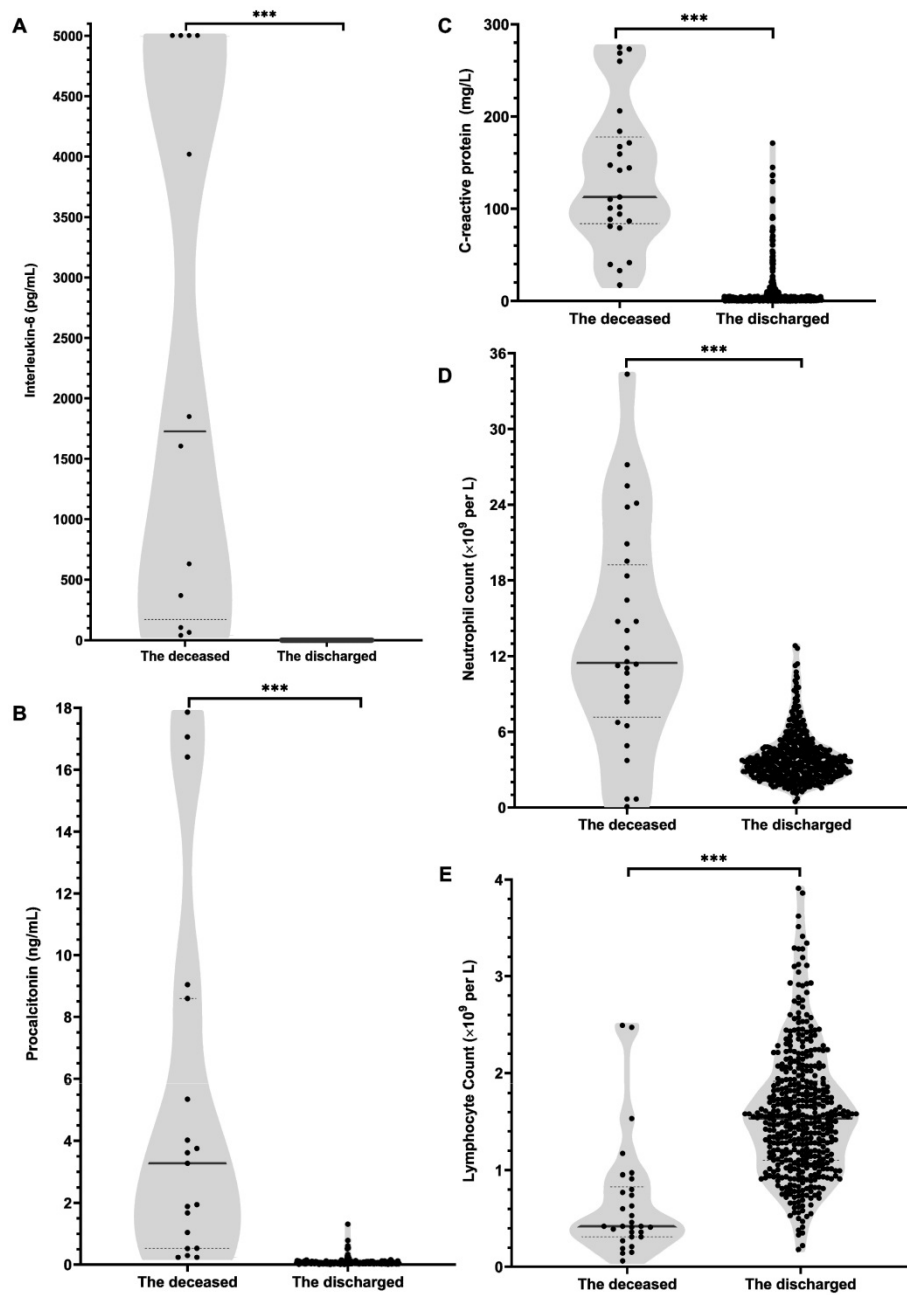 A
***
5000
4500
4000
3500
3000
2500
2000
1500
1000
500
0
Interleukin-6 (pg/mL)
The deceased
The discharged
B
***
18
16
14
12
10
8
6
4
2
0
Procalcitonin (ng/mL)
The deceased
The discharged
C
***
300
200
100
0
C-reactive protein (mg/L)
The deceased
The discharged
D
***
36
30
24
18
12
6
0
Neutrophil count (×10⁹ per L)
The deceased
The discharged
E
***
4
3
2
1
0
Lymphocyte Count (×10⁹ per L)
The deceased
The discharged